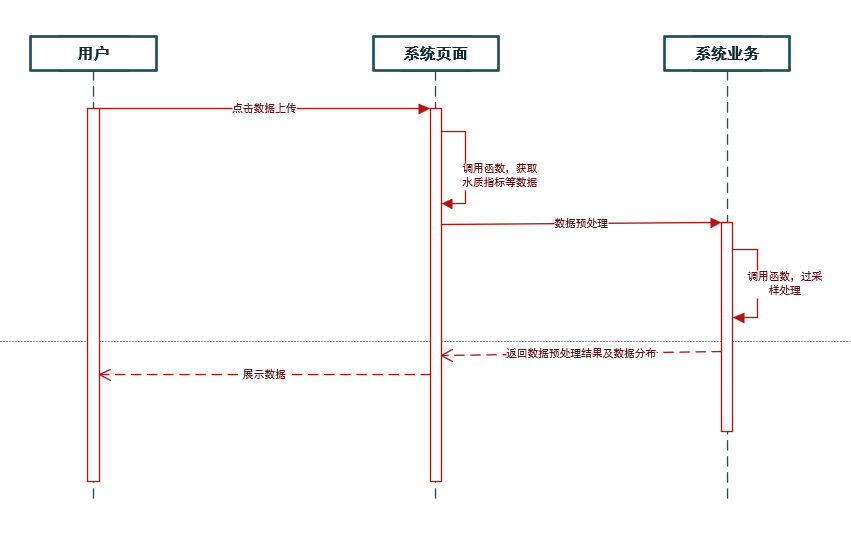 用户
系统页面
系统业务
点击数据上传
调用函数，获取
水质指标等数据
数据预处理
调用函数，过采
样处理
返回数据预处理结果及数据分布
展示数据